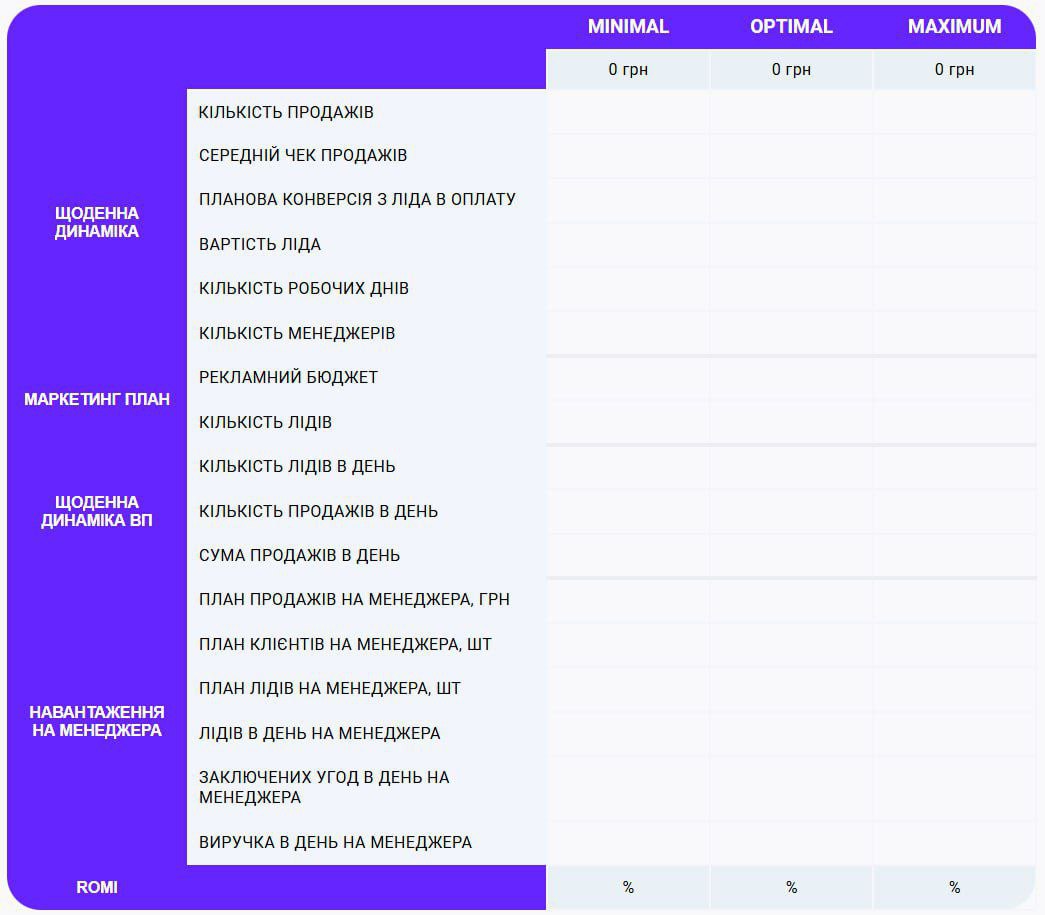 MINIMAL OPTIMAL MAXIMUM
0 грн 0 грн 0 грн
ЩОДЕННА
ДИНАМІКА
КІЛЬКІСТЬ ПРОДАЖІВ
СЕРЕДНІЙ ЧЕК ПРОДАЖІВ
ПЛАНОВА КОНВЕРСІЯ З ЛІДА В ОПЛАТУ
ВАРТІСТЬ ЛІДА
КІЛЬКІСТЬ РОБОЧИХ ДНІВ
КІЛЬКІСТЬ МЕНЕДЖЕРІВ
МАРКЕТИНГ ПЛАН
РЕКЛАМНИЙ БЮДЖЕТ
КІЛЬКІСТЬ ЛІДІВ
ЩОДЕННА
ДИНАМІКА ВП
КІЛЬКІСТЬ ЛІДІВ В ДЕНЬ
КІЛЬКІСТЬ ПРОДАЖІВ В ДЕНЬ
СУМА ПРОДАЖІВ В ДЕНЬ
НАВАНТАЖЕННЯ
НА МЕНЕДЖЕРА
ПЛАН ПРОДАЖІВ НА МЕНЕДЖЕРА, ГРН
ПЛАН КЛІЄНТІВ НА МЕНЕДЖЕРА, ШТ
ПЛАН ЛІДІВ НА МЕНЕДЖЕРА, ШТ
ЛІДІВ В ДЕНЬ НА МЕНЕДЖЕРА
ЗАКЛЮЧЕНИХ УГОД В ДЕНЬ НА
МЕНЕДЖЕРА
ВИРУЧКА В ДЕНЬ НА МЕНЕДЖЕРА
ROMI % % %